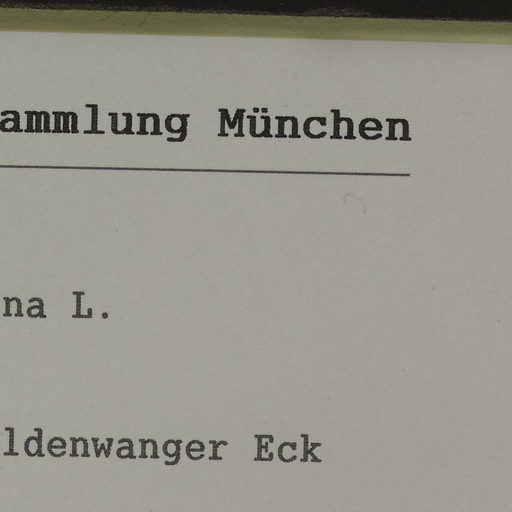 ammlung München
na L.
ldenwanger Eck